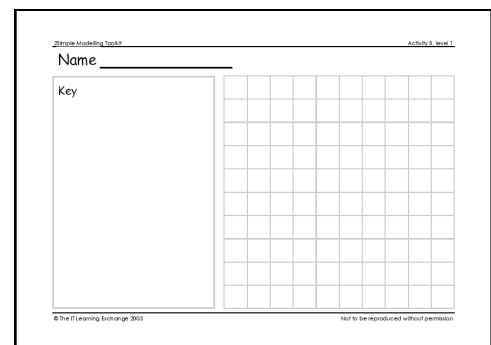 2Simple Modelling Toolkit Activity 5, level 1
Name
Key
© The IT Learning Exchange 2003 Not to be reproduced without permission